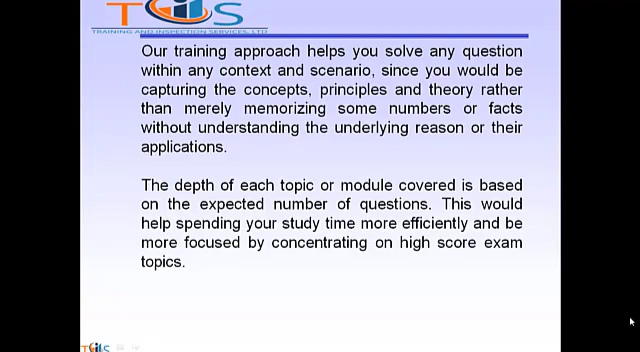 TIIS
TRAINING AND INSPECTION SERVICES, LTD
Our training approach helps you solve any question
within any context and scenario, since you would be
capturing the concepts, principles and theory rather
than merely memorizing some numbers or facts
without understanding the underlying reason or their
applications.
The depth of each topic or module covered is based
on the expected number of questions. This would
help spending your study time more efficiently and be
more focused by concentrating on high score exam
topics.
TIIS